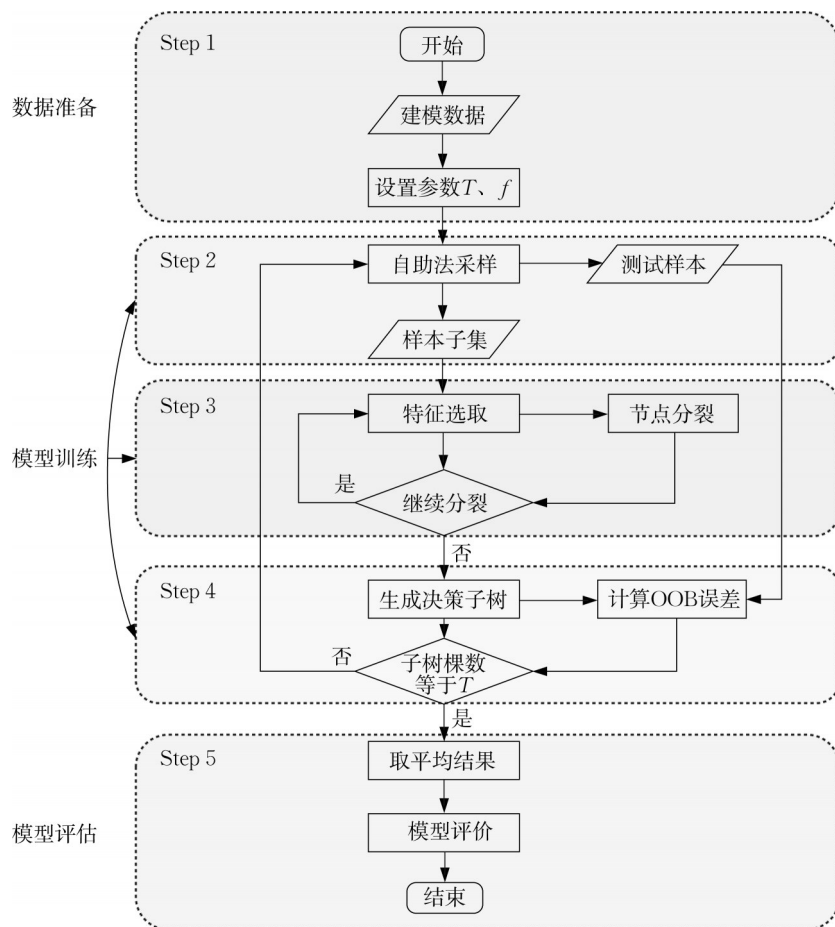 Step 1
开始
数据准备
建模数据
设置参数T、f
Step 2
自助法采样
测试样本
样本子集
Step 3
特征选取
节点分裂
模型训练
是
继续分裂
否
Step 4
生成决策子树
计算OOB误差
否
子树棵数
等于T
是
Step 5
取平均结果
模型评估
模型评价
结束